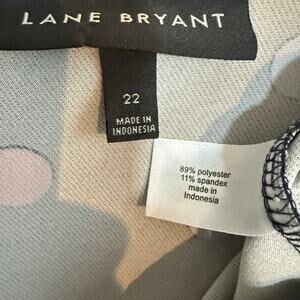 LANE BRYANT
22
MADE IN
INDONESIA
89% polyester
11% spandex
made in
Indonesia